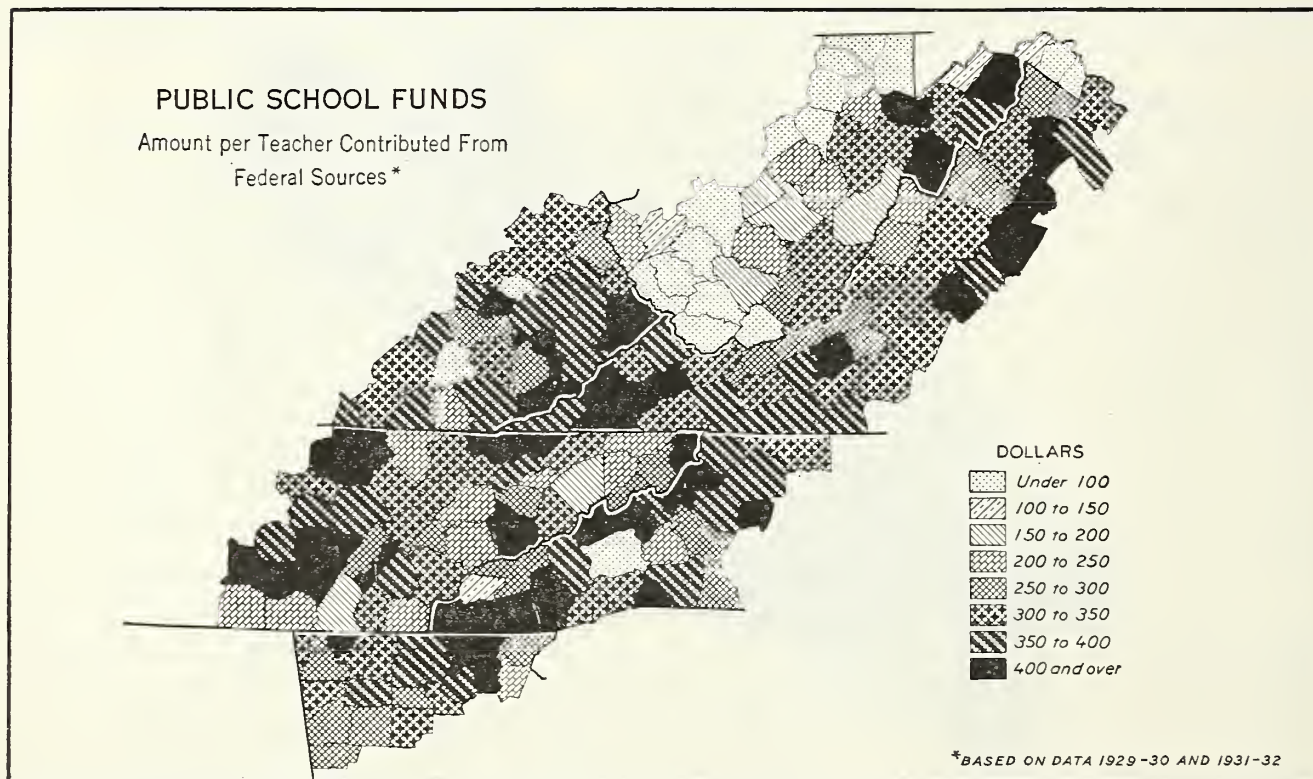 PUBLIC SCHOOL FUNDS
Amount per Teacher Contributed From
Federal Sources*
DOLLARS
Under 100
100 to 150
150 to 200
200 to 250
250 to 300
300 to 350
350 to 400
400 and over
*BASED ON DATA 1929-30 AND 1931-32